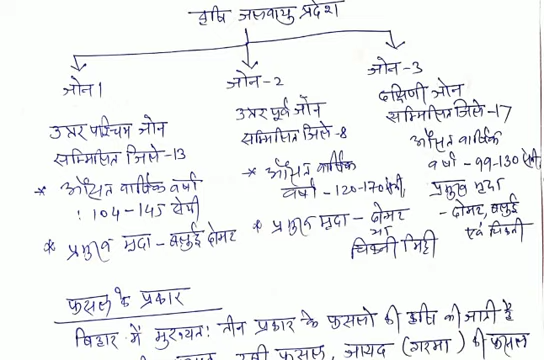 कृषि जलवायु प्रदेश
जोन 1
उत्तर पश्चिम जोन
सम्मिलित जिले-13
* औसत वार्षिक वर्षा
: 104-145 सेमी
* प्रमुख मृदा - बलुई दोमट
जोन-2
उत्तर पूर्व जोन
सम्मिलित जिले-8
* औसत वार्षिक
वर्षा-120-170 सेमी
* प्रमुख मृदा - दोमट
या
चिकनी मिट्टी
जोन-3
दक्षिणी जोन
सम्मिलित जिले-17
औसत वार्षिक
वर्षा-99-130 सेमी
प्रमुख मृदा
- दोमट, बलुई
एवं चिकनी
फसल के प्रकार
बिहार में मुख्यतः तीन प्रकार के फसलों की कृषि की जाती है
रबी फसल, जायद (गरमा) की फसल